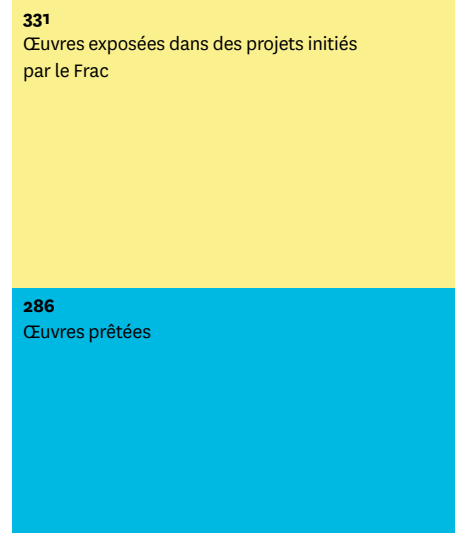 331
Œuvres exposées dans des projets initiés
par le Frac
286
Œuvres prêtées